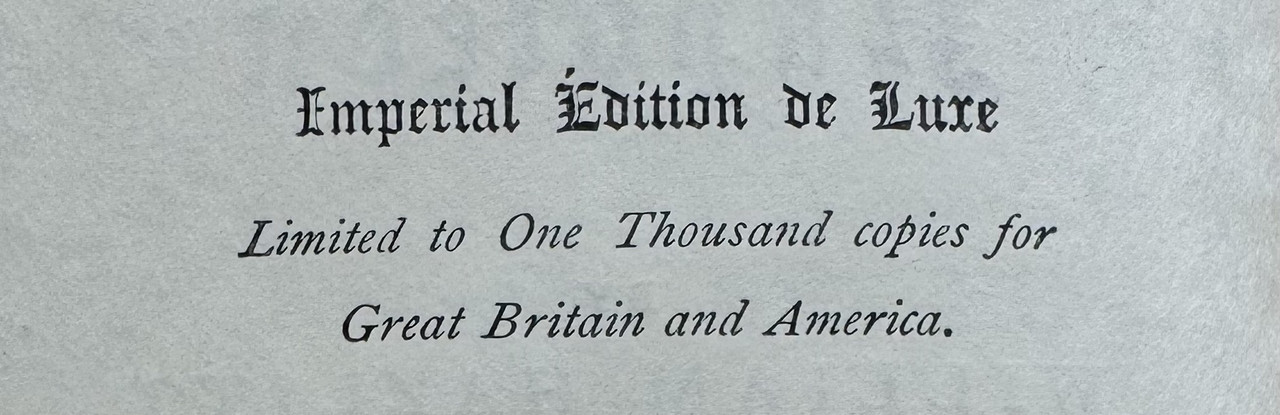 Imperial Édition de Luxe
Limited to One Thousand copies for
Great Britain and America.